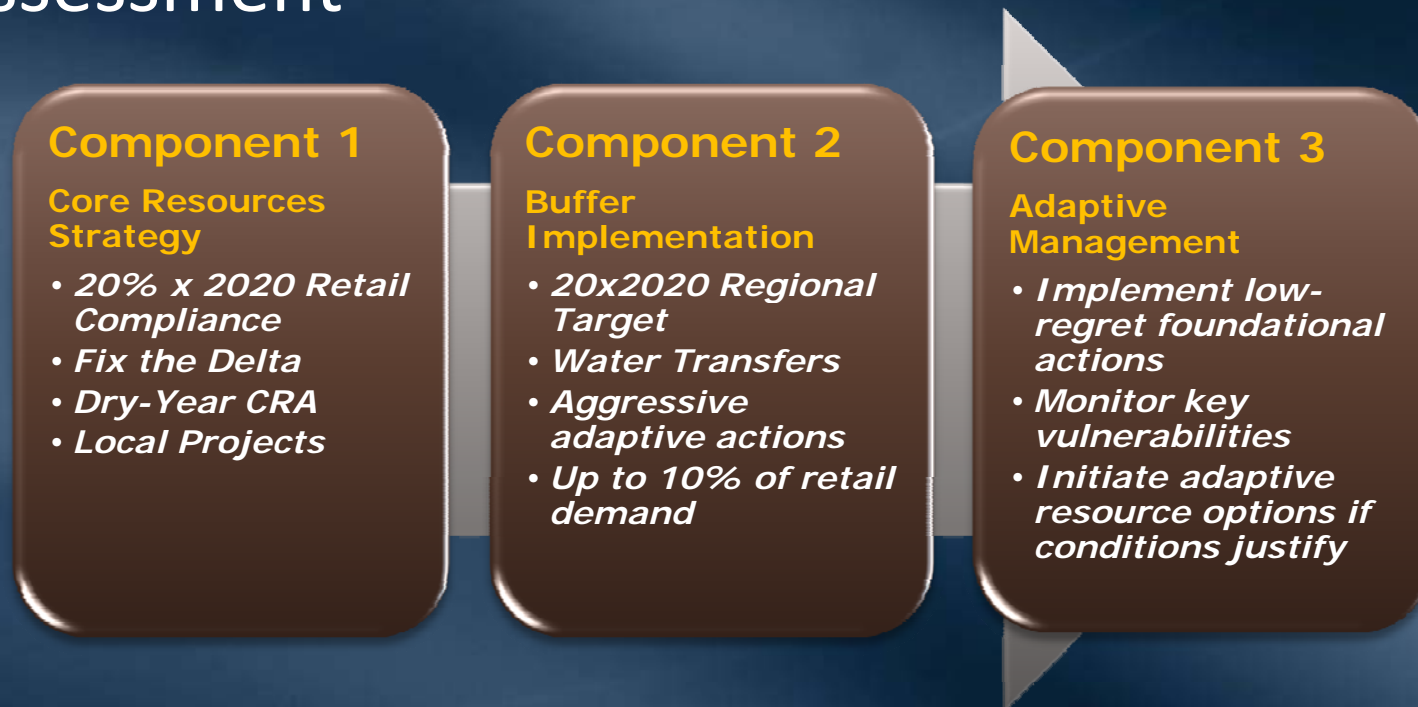 Component 1
Core Resources
Strategy
• 20% x 2020 Retail
Compliance
• Fix the Delta
• Dry-Year CRA
• Local Projects
Component 2
Buffer
Implementation
• 20x2020 Regional
Target
• Water Transfers
• Aggressive
adaptive actions
• Up to 10% of retail
demand
Component 3
Adaptive
Management
• Implement low-
regret foundational
actions
• Monitor key
vulnerabilities
• Initiate adaptive
resource options if
conditions justify